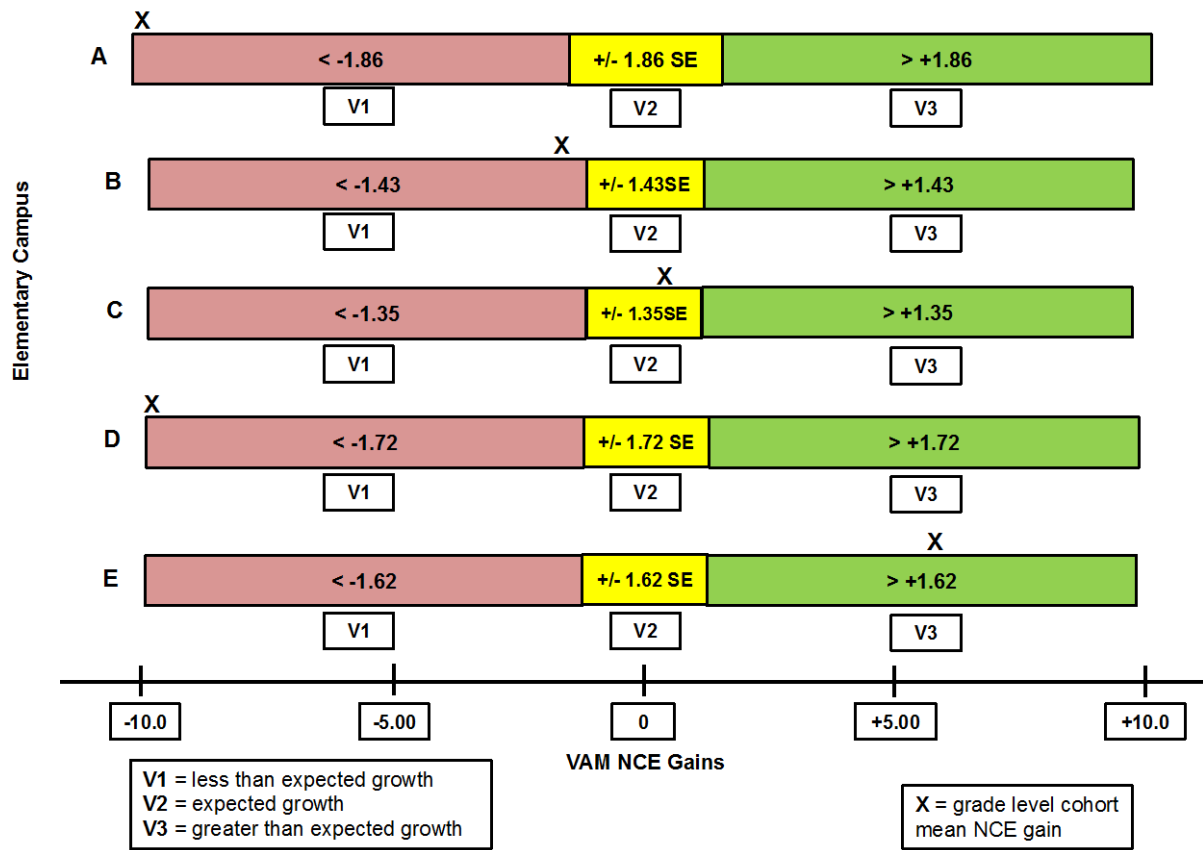 X
A
< -1.86
+/- 1.86 SE
> +1.86
V1
V2
V3
X
B
< -1.43
+/- 1.43SE
> +1.43
V1
V2
V3
Elementary Campus
X
C
< -1.35
+/- 1.35SE
> +1.35
V1
V2
V3
X
D
< -1.72
+/- 1.72 SE
> +1.72
V1
V2
V3
X
E
< -1.62
+/- 1.62 SE
> +1.62
V1
V2
V3
-10.0
-5.00
0
+5.00
+10.0
VAM NCE Gains
V1 = less than expected growth
V2 = expected growth
V3 = greater than expected growth
X = grade level cohort
mean NCE gain